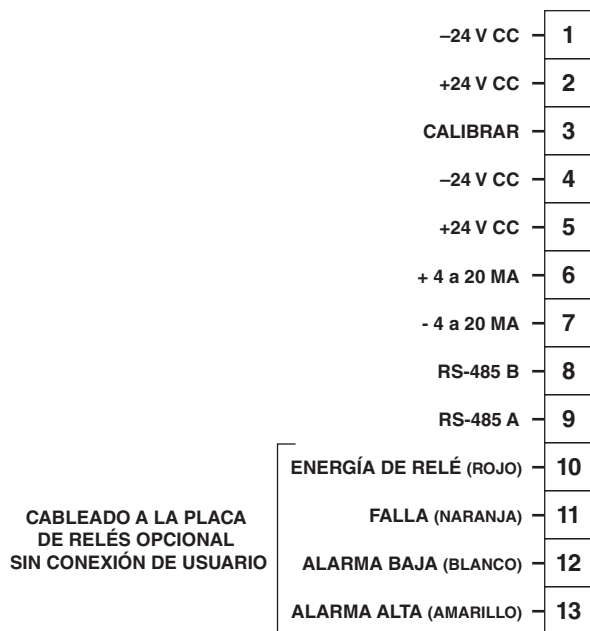 –24 V CC 1
+24 V CC 2
CALIBRAR 3
–24 V CC 4
+24 V CC 5
+ 4 a 20 MA 6
- 4 a 20 MA 7
RS-485 B 8
RS-485 A 9
ENERGÍA DE RELÉ (ROJO) 10
FALLA (NARANJA) 11
ALARMA BAJA (BLANCO) 12
ALARMA ALTA (AMARILLO) 13
CABLEADO A LA PLACA
DE RELÉS OPCIONAL
SIN CONEXIÓN DE USUARIO